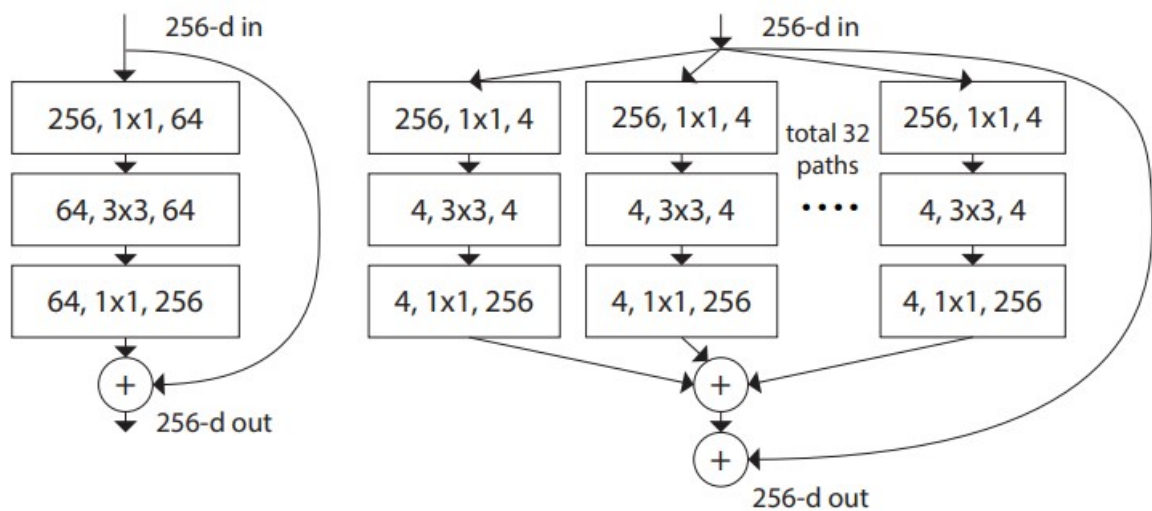 256-d in
256, 1x1, 64
64, 3x3, 64
64, 1x1, 256
+
256-d out
256-d in
256, 1x1, 4
256, 1x1, 4
total 32
paths
....
256, 1x1, 4
4, 3x3, 4
4, 3x3, 4
4, 3x3, 4
4, 1x1, 256
4, 1x1, 256
4, 1x1, 256
+
+
256-d out